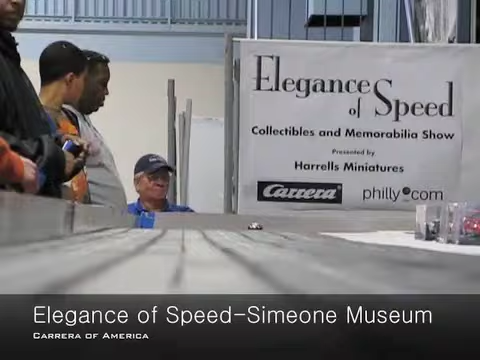 Elegance
of Speed
Collectibles and Memorabilia Show
Presented by
Harrells Miniatures
Carrera
philly.com
Elegance of Speed-Simeone Museum
Carrera of America